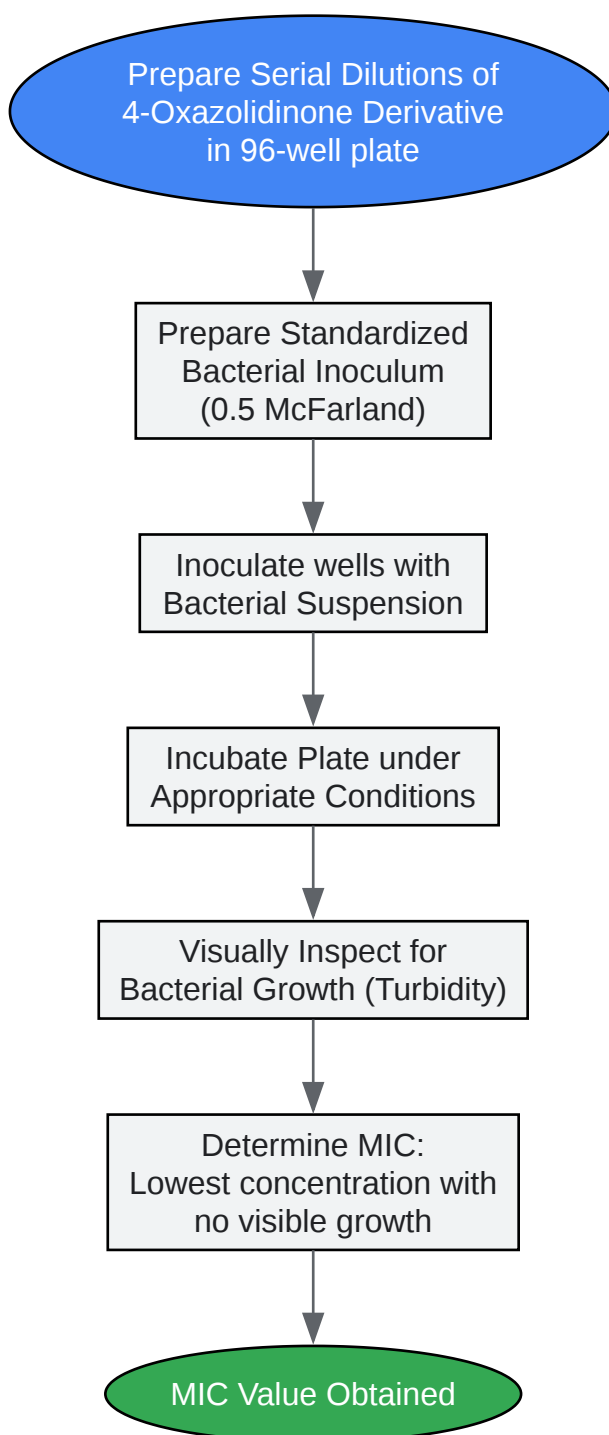 Prepare Serial Dilutions of
4-Oxazolidinone Derivative
in 96-well plate
Prepare Standardized
Bacterial Inoculum
(0.5 McFarland)
Inoculate wells with
Bacterial Suspension
Incubate Plate under
Appropriate Conditions
Visually Inspect for
Bacterial Growth (Turbidity)
Determine MIC:
Lowest concentration with
no visible growth
MIC Value Obtained